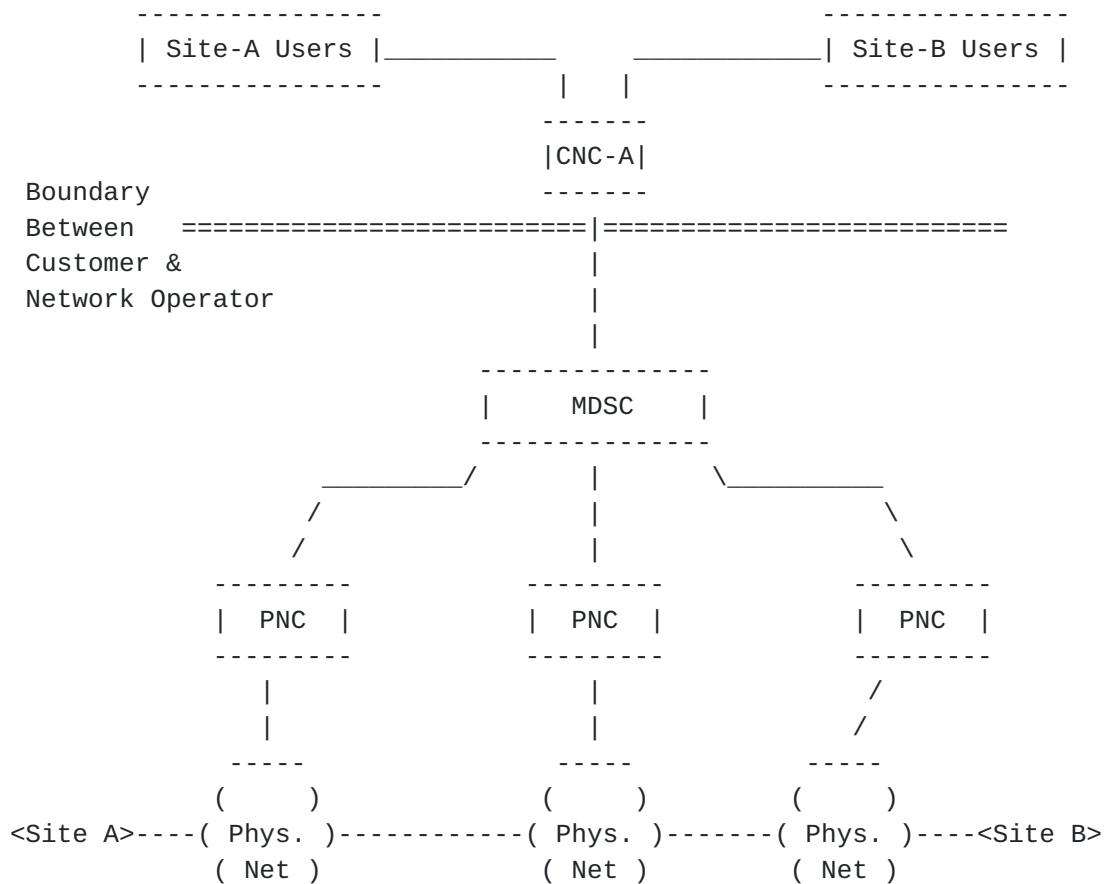 Site-A Users Site-B Users
CNC-A
Boundary
Between
Customer &
Network Operator
MDSC
PNC PNC PNC
<Site A> Phys. Phys. Phys. <Site B>
Net Net Net